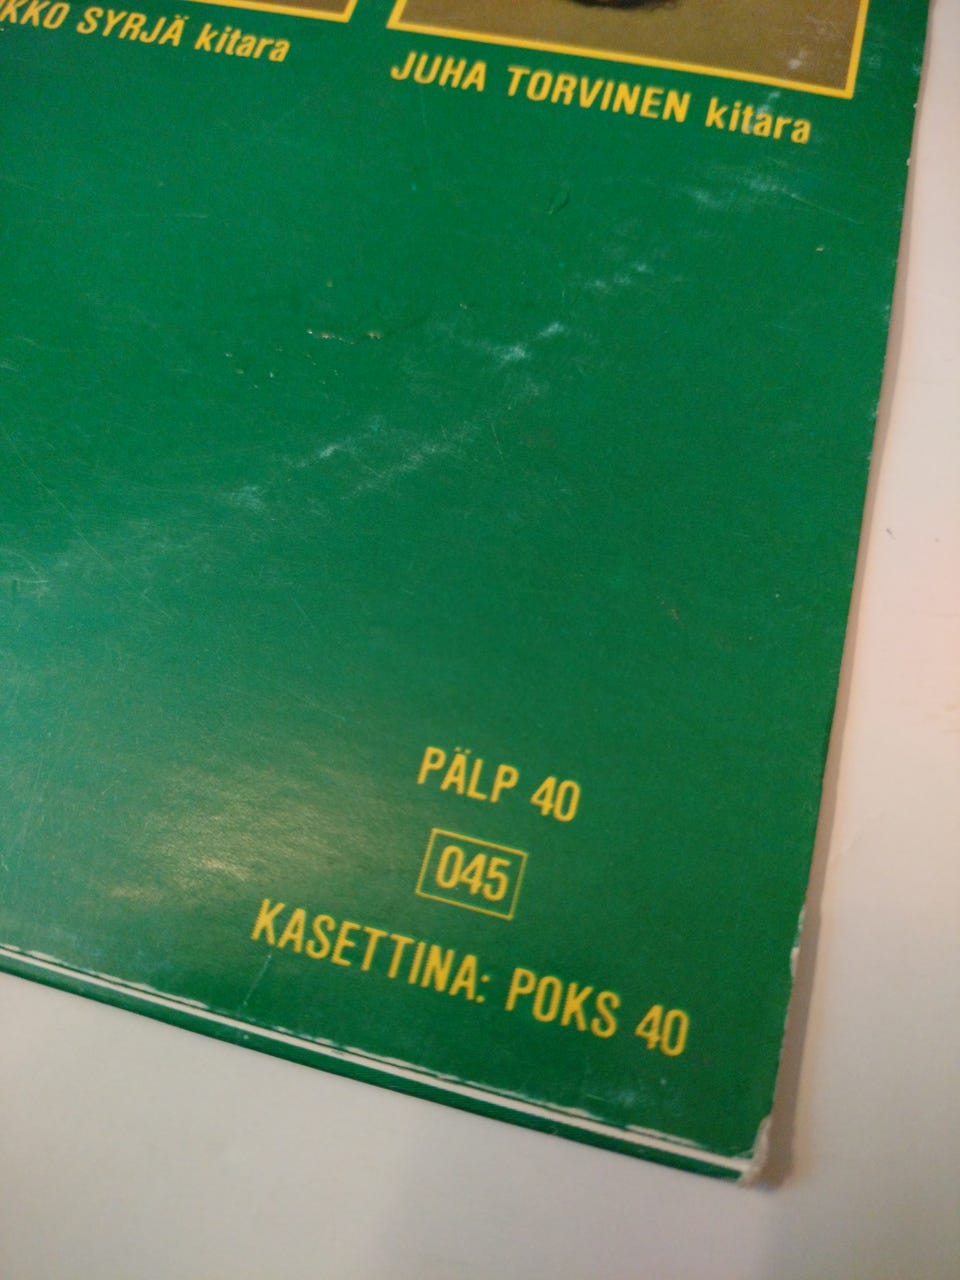 SYRJÄ kitara
JUHA TORVINEN kitara
PÄLP 40
045
KASETTINA: POKS 40